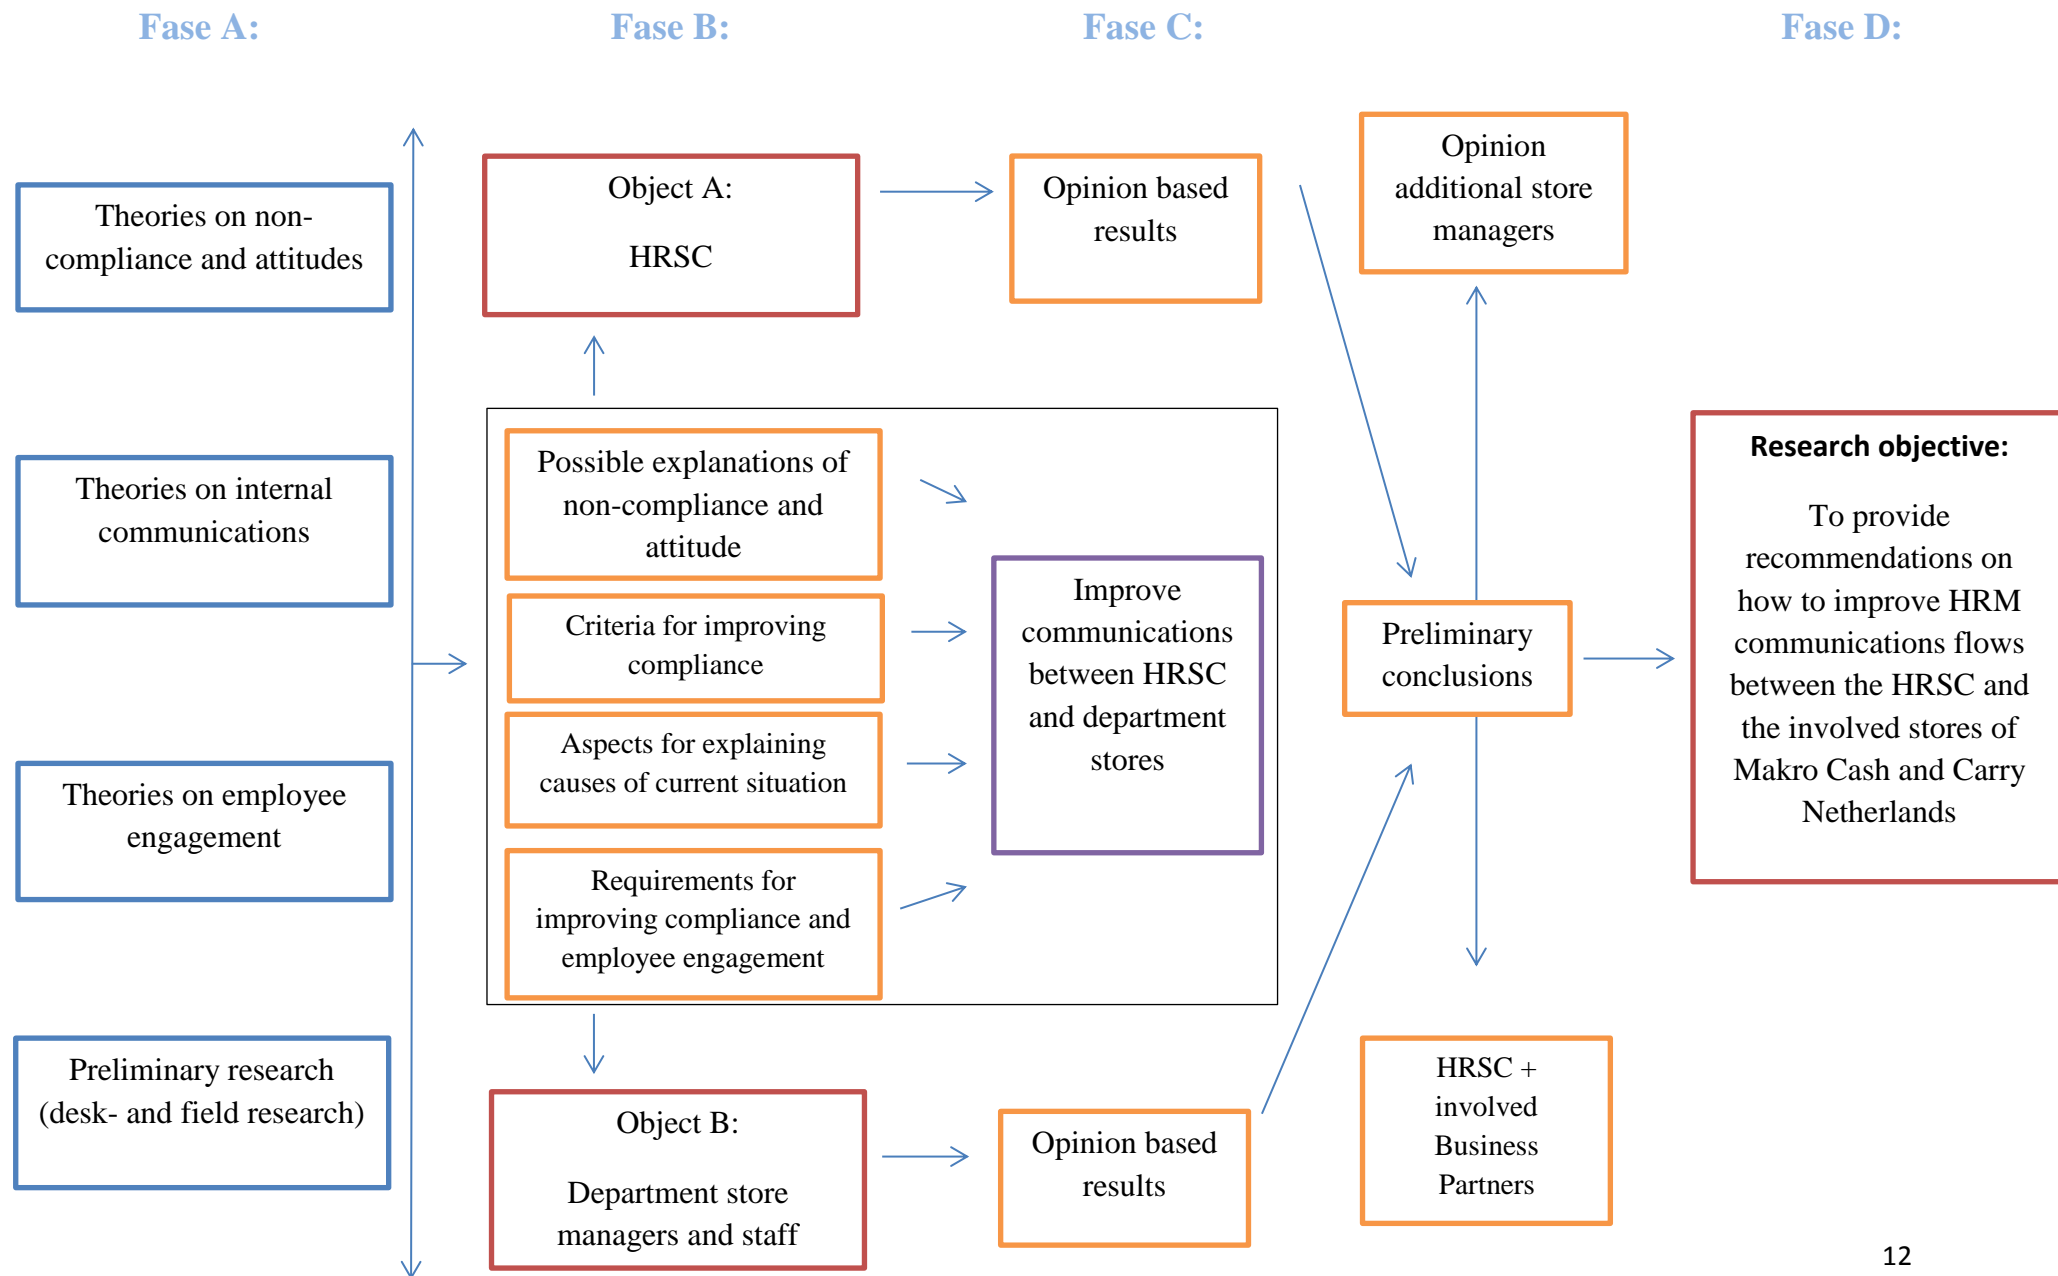 Fase A:
Fase B:
Fase C:
Fase D:
Theories on non-
compliance and attitudes
Theories on internal
communications
Theories on employee
engagement
Preliminary research
(desk- and field research)
Object A:
HRSC
Possible explanations of
non-compliance and
attitude
Criteria for improving
compliance
Aspects for explaining
causes of current situation
Requirements for
improving compliance and
employee engagement
Object B:
Department store
managers and staff
Opinion based
results
Improve
communications
between HRSC
and department
stores
Opinion based
results
Opinion
additional store
managers
Preliminary
conclusions
HRSC +
involved
Business
Partners
Research objective:
To provide
recommendations on
how to improve HRM
communications flows
between the HRSC and
the involved stores of
Makro Cash and Carry
Netherlands
12